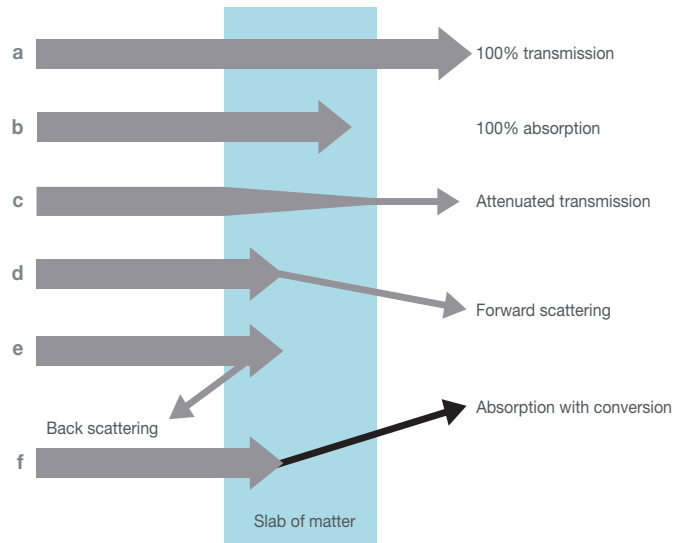 a 100% transmission
b 100% absorption
c Attenuated transmission
d
Forward scattering
e
Absorption with conversion
Back scattering
f
Slab of matter